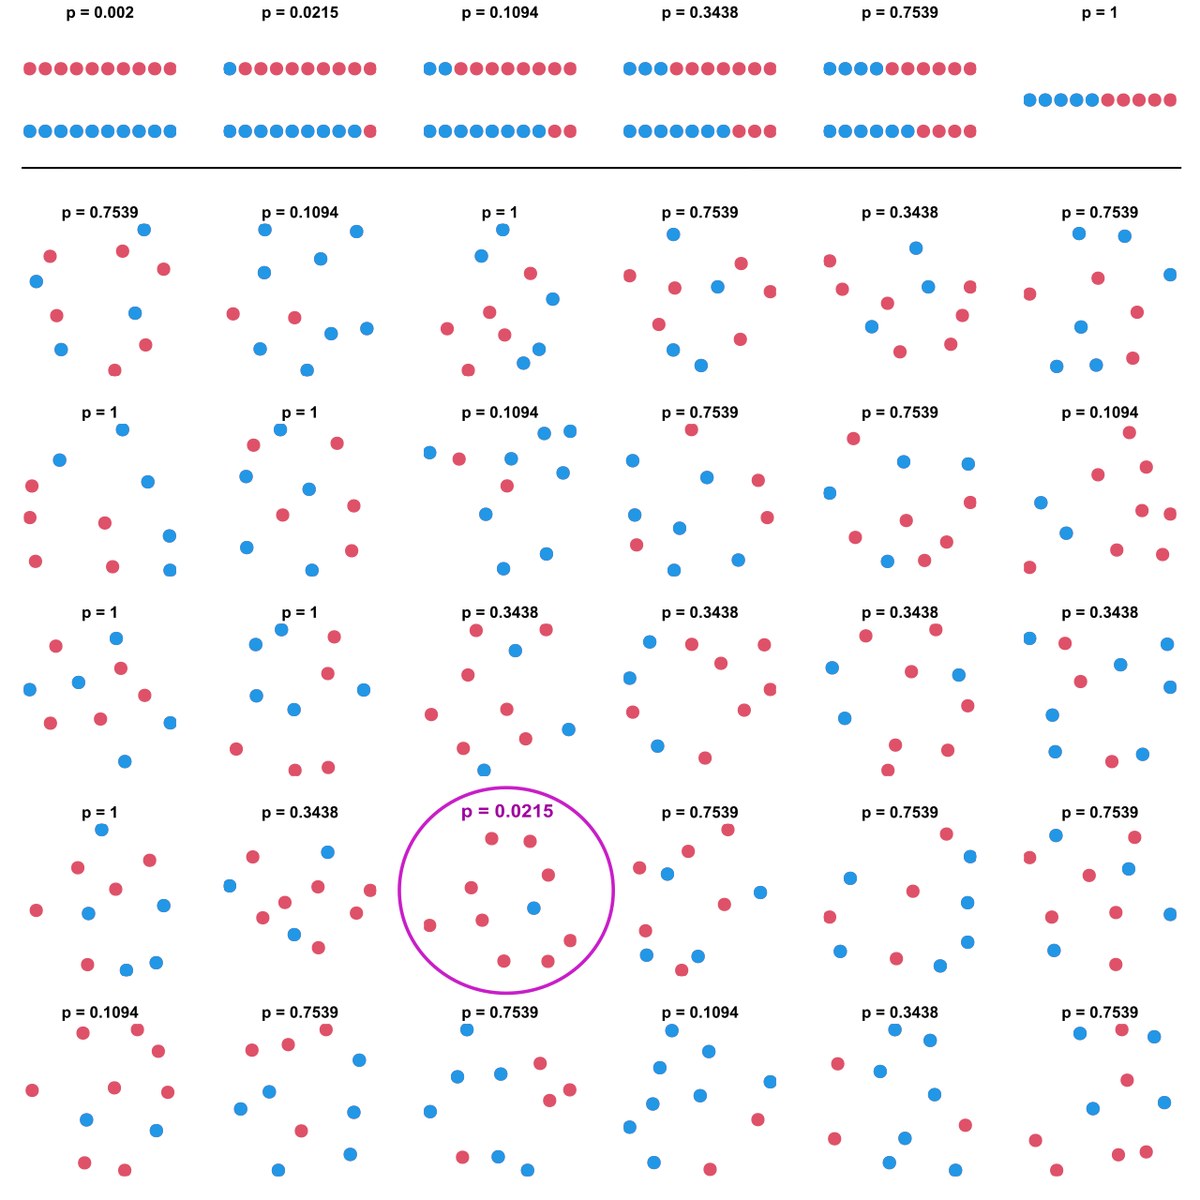 p = 0.002 p = 0.0215 p = 0.1094 p = 0.3438 p = 0.7539 p = 1
p = 0.7539 p = 0.1094 p = 1 p = 0.7539 p = 0.3438 p = 0.7539
p = 1 p = 1 p = 0.1094 p = 0.7539 p = 0.7539 p = 0.1094
p = 1 p = 1 p = 0.3438 p = 0.3438 p = 0.3438 p = 0.3438
p = 1 p = 0.3438 p = 0.0215 p = 0.7539 p = 0.7539 p = 0.7539
p = 0.1094 p = 0.7539 p = 0.7539 p = 0.1094 p = 0.3438 p = 0.7539